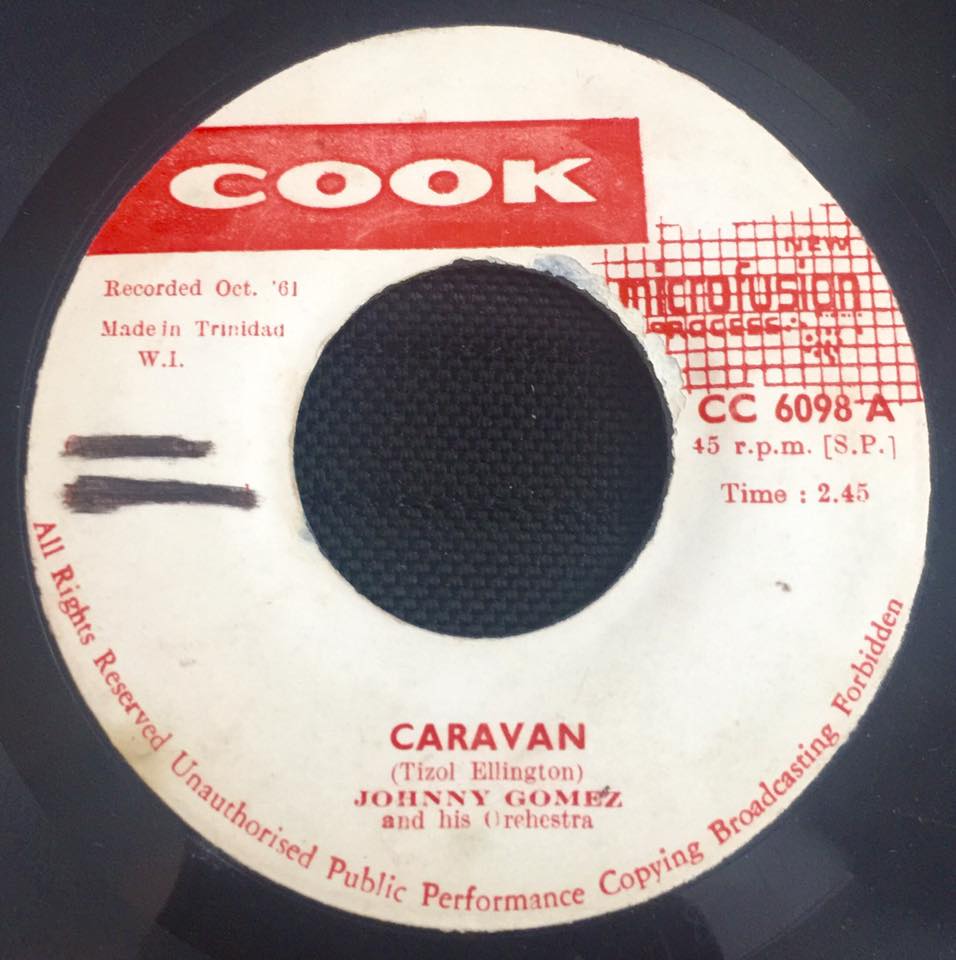 COOK
Recorded Oct. '61
Made in Trinidad
W.I.
NEW
microfusion
PROCESS
CC 6098 A
45 r.p.m. [S.P.]
Time : 2.45
CARAVAN
(Tizol Ellington)
JOHNNY GOMEZ
and his Orchestra
All Rights Reserved Unauthorised Public Performance Copying Broadcasting Forbidden